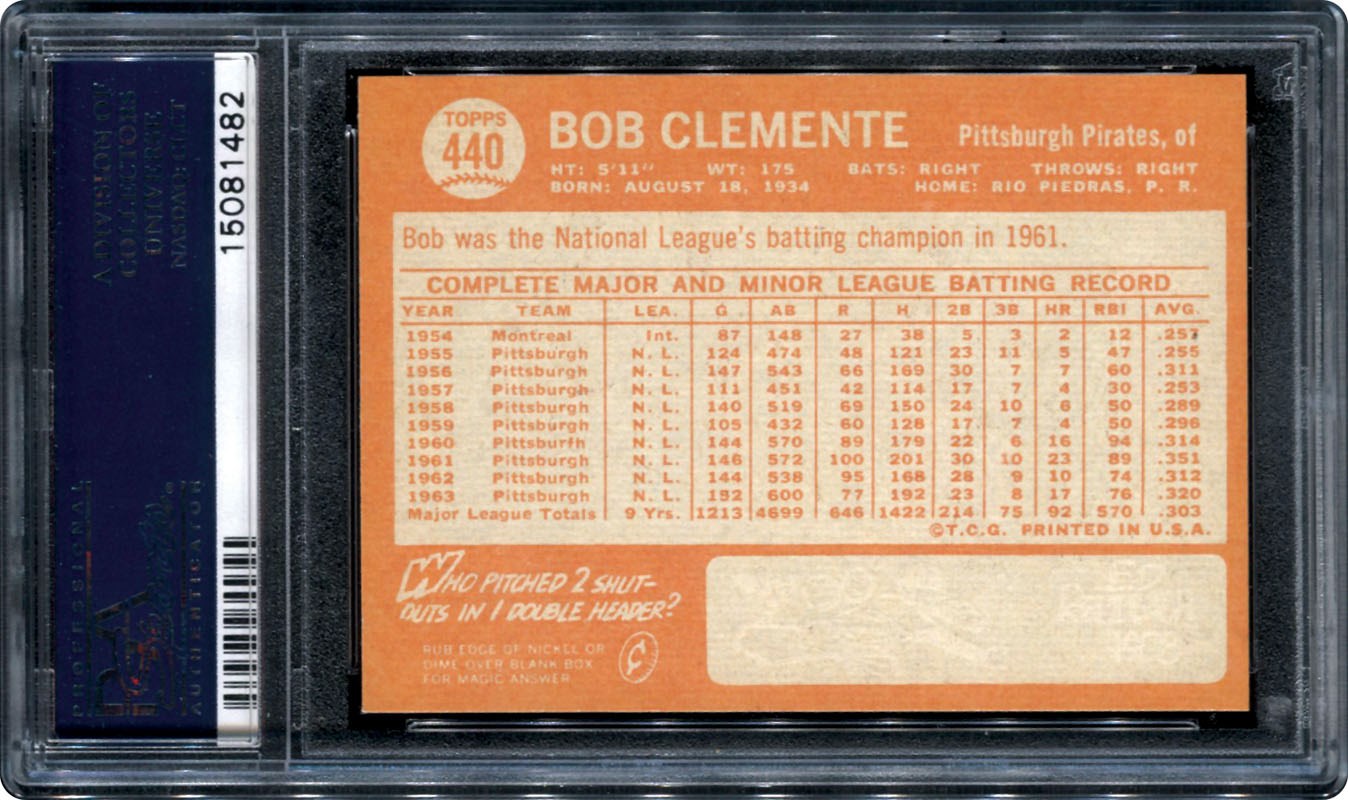 A DIVISION OF
COLLECTORS
UNIVERSE
NASDAQ: CLCT
15081482
PROFESSIONAL
PSA
AUTHENTICATOR
TOPPS
440
BOB CLEMENTE
Pittsburgh Pirates, of
HT: 5'11" WT: 175 BATS: RIGHT THROWS: RIGHT
BORN: AUGUST 18, 1934 HOME: RIO PIEDRAS, P. R.
Bob was the National League's batting champion in 1961.
COMPLETE MAJOR AND MINOR LEAGUE BATTING RECORD
YEAR TEAM LEA. G AB R H 2B 3B HR RBI AVG.
1954 Montreal Int. 87 148 27 38 5 3 2 12 .257
1955 Pittsburgh N. L. 124 474 48 121 23 11 5 47 .255
1956 Pittsburgh N. L. 147 543 66 169 30 7 7 60 .311
1957 Pittsburgh N. L. 111 451 42 114 17 7 4 30 .253
1958 Pittsburgh N. L. 140 519 69 150 24 10 6 50 .289
1959 Pittsburgh N. L. 105 432 60 128 17 7 4 50 .296
1960 Pittsburfh N. L. 144 570 89 179 22 6 16 94 .314
1961 Pittsburgh N. L. 146 572 100 201 30 10 23 89 .351
1962 Pittsburgh N. L. 144 538 95 168 28 9 10 74 .312
1963 Pittsburgh N. L. 152 600 77 192 23 8 17 76 .320
Major League Totals 9 Yrs. 1213 4699 646 1422 214 75 92 570 .303
©T.C.G. PRINTED IN U.S.A.
WHO PITCHED 2 SHUT-
OUTS IN 1 DOUBLE HEADER?
RUB EDGE OF NICKEL OR
DIME OVER BLANK BOX
FOR MAGIC ANSWER
¢